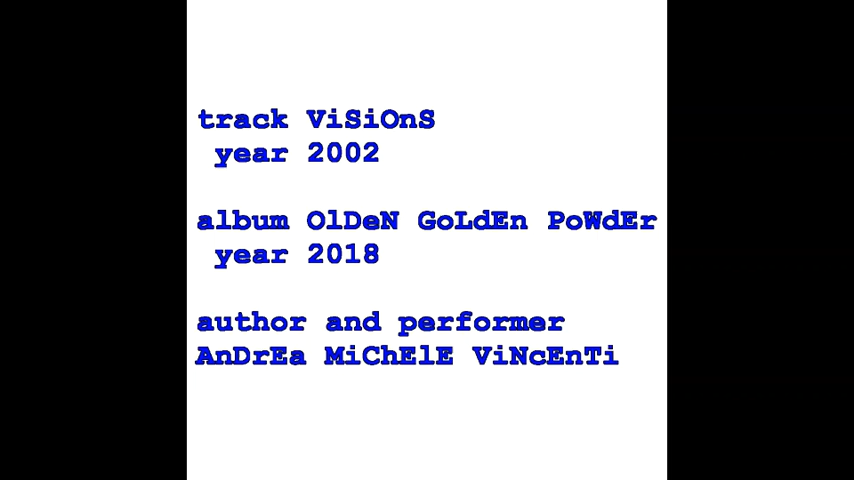 track ViSiOnS
year 2002
album OlDeN GoLdEn PoWdEr
year 2018
author and performer
AnDrEa MiChElE ViNcEnTi